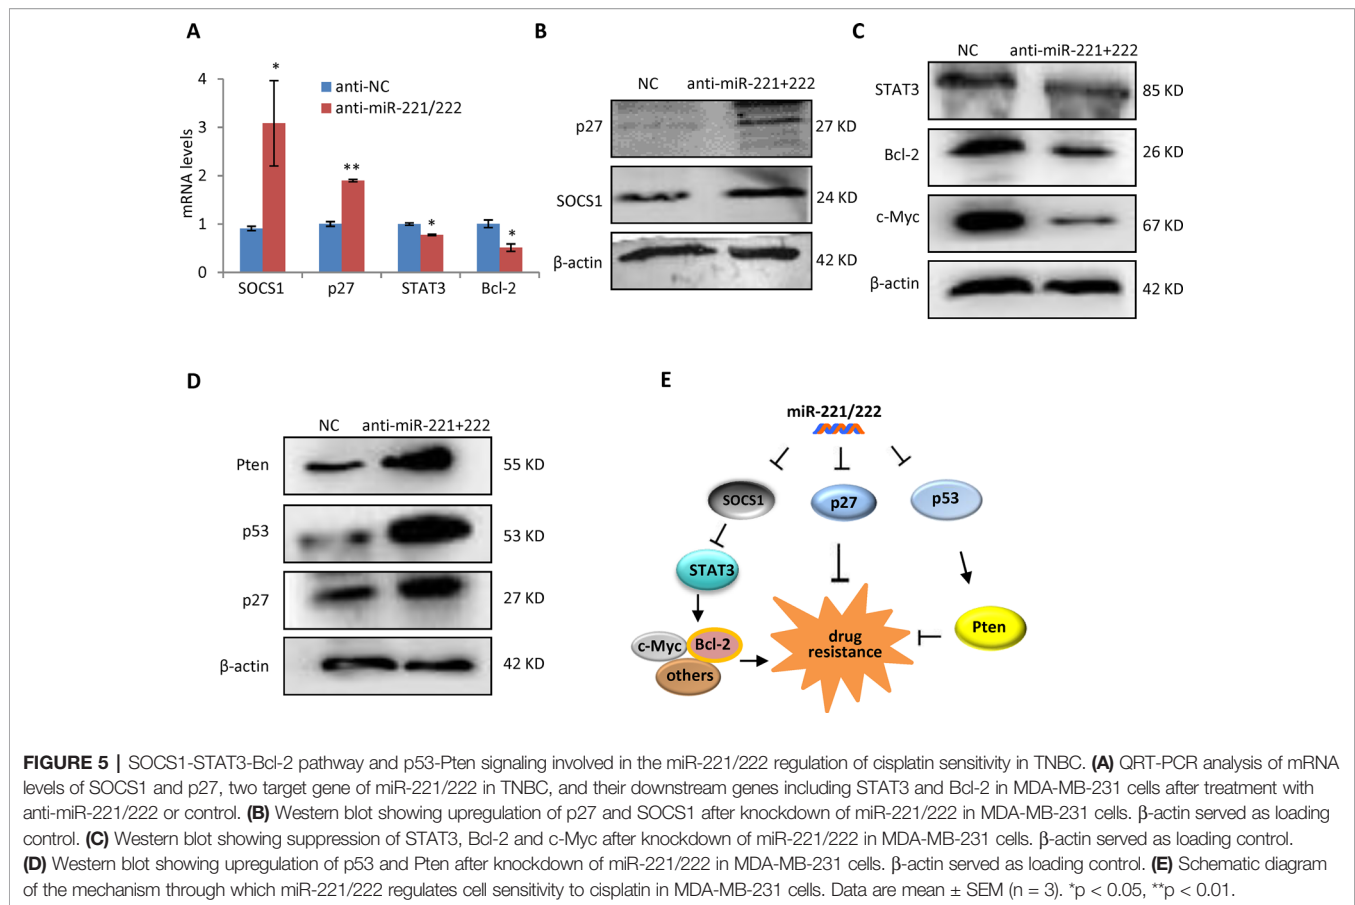 A
4
3
2
1
0
mRNA levels
anti-NC
anti-miR-221/222
*
**
*
*
SOCS1 p27 STAT3 Bcl-2
B
NC anti-miR-221+222
p27 27 KD
SOCS1 24 KD
β-actin 42 KD
C
NC anti-miR-221+222
STAT3 85 KD
Bcl-2 26 KD
c-Myc 67 KD
β-actin 42 KD
D
NC anti-miR-221+222
Pten 55 KD
p53 53 KD
p27 27 KD
β-actin 42 KD
E
miR-221/222
SOCS1 p27 p53
STAT3
c-Myc Bcl-2
others
drug
resistance
Pten
FIGURE 5 | SOCS1-STAT3-Bcl-2 pathway and p53-Pten signaling involved in the miR-221/222 regulation of cisplatin sensitivity in TNBC. (A) QRT-PCR analysis of mRNA
levels of SOCS1 and p27, two target gene of miR-221/222 in TNBC, and their downstream genes including STAT3 and Bcl-2 in MDA-MB-231 cells after treatment with
anti-miR-221/222 or control. (B) Western blot showing upregulation of p27 and SOCS1 after knockdown of miR-221/222 in MDA-MB-231 cells. β-actin served as loading
control. (C) Western blot showing suppression of STAT3, Bcl-2 and c-Myc after knockdown of miR-221/222 in MDA-MB-231 cells. β-actin served as loading control.
(D) Western blot showing upregulation of p53 and Pten after knockdown of miR-221/222 in MDA-MB-231 cells. β-actin served as loading control. (E) Schematic diagram
of the mechanism through which miR-221/222 regulates cell sensitivity to cisplatin in MDA-MB-231 cells. Data are mean ± SEM (n = 3). *p < 0.05, **p < 0.01.